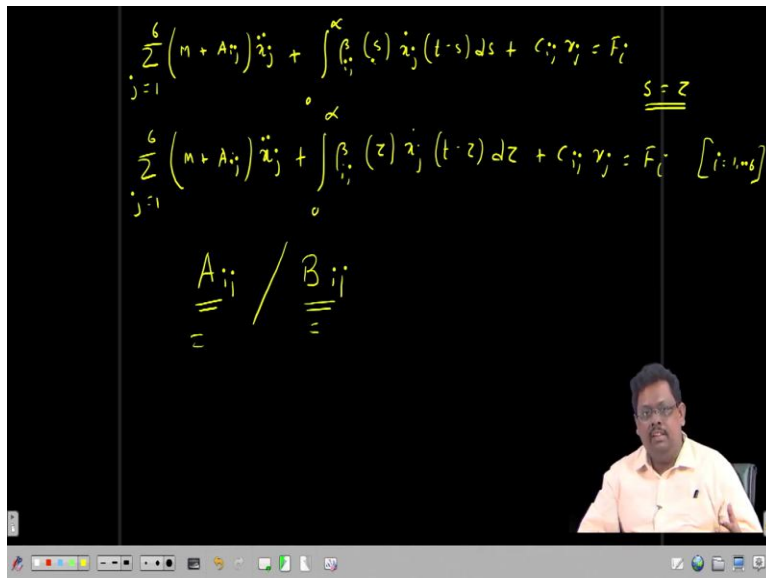 6
Σ (m + Aij) ẍj + ∫ βij (s) ẋj (t-s) ds + Cij xj = Fi
j=1
0
α
s = τ
6
Σ (m + Aij) ẍj + ∫ βij (τ) ẋj (t-τ) dτ + Cij xj = Fi [i=1,..6]
j=1
0
α
Aij / Bij